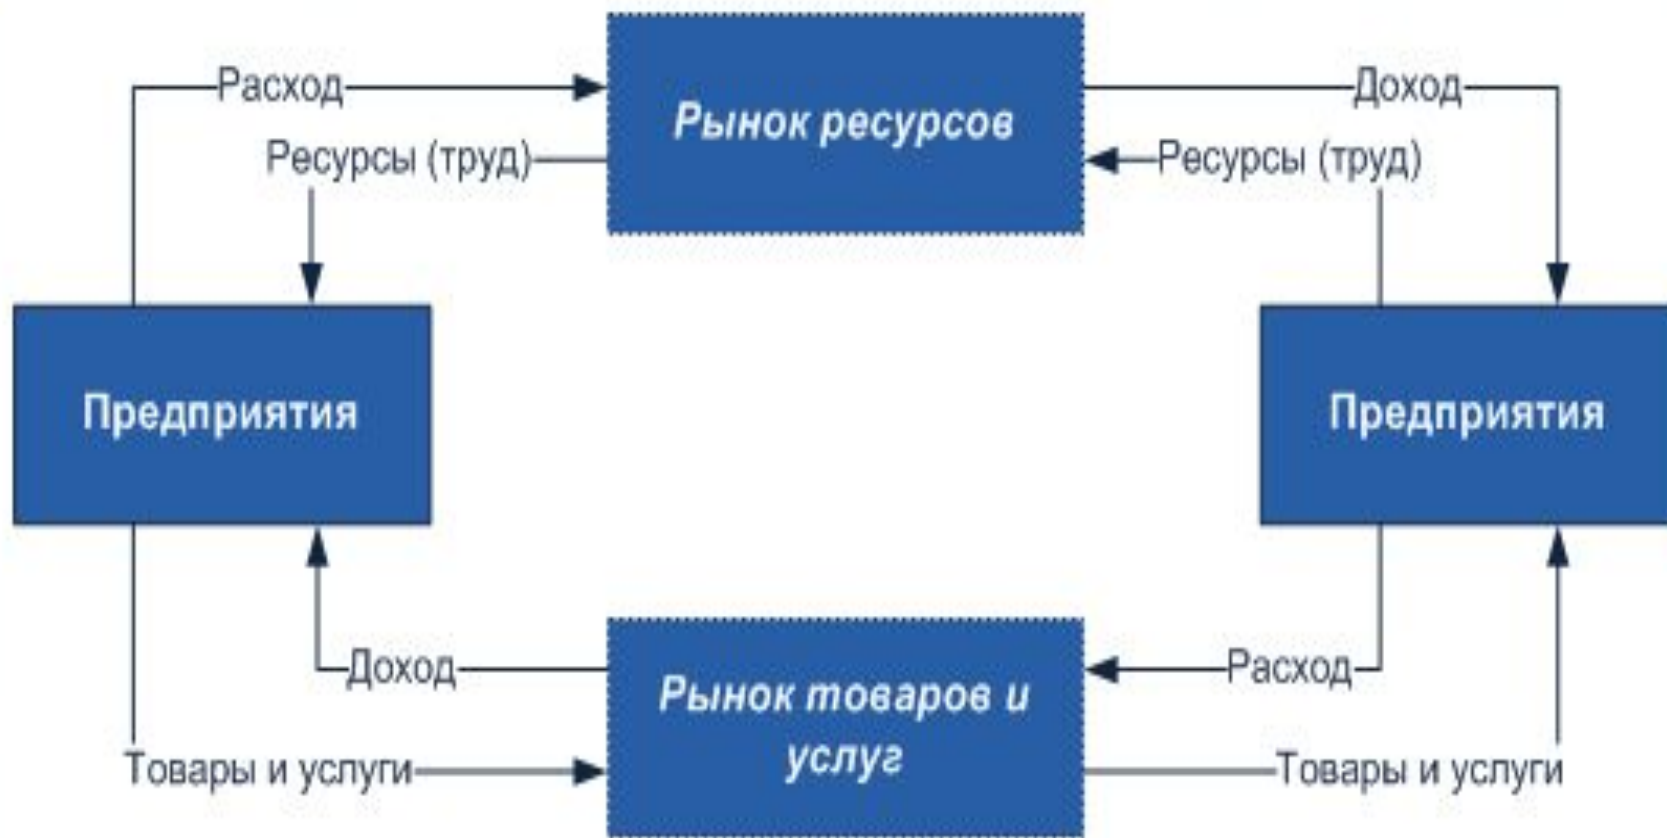 Расход
Рынок ресурсов
Доход
Ресурсы (труд)
Ресурсы (труд)
Предприятия
Предприятия
Доход
Рынок товаров и
услуг
Расход
Товары и услуги
Товары и услуги